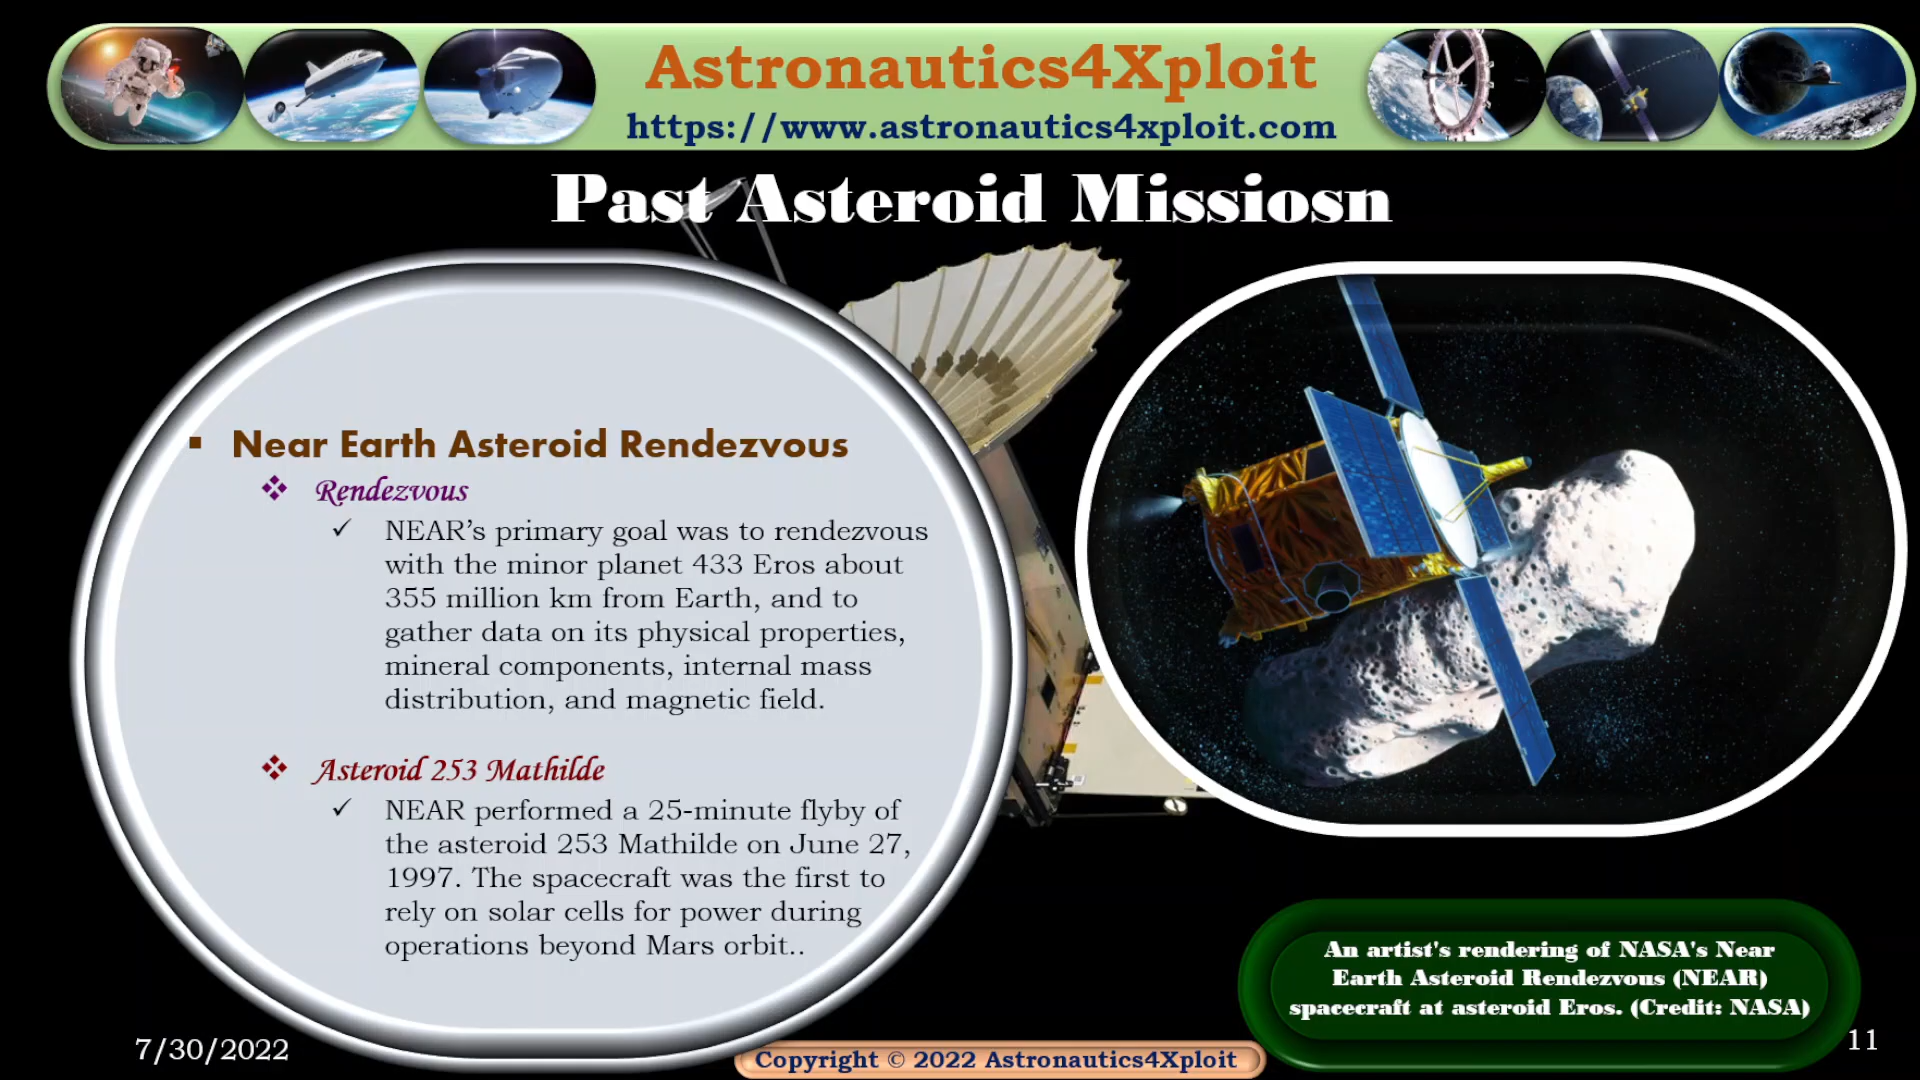 Astronautics4Xploit
https://www.astronautics4xploit.com
Past Asteroid Missiosn
▪ Near Earth Asteroid Rendezvous
❖ Rendezvous
✓ NEAR’s primary goal was to rendezvous
with the minor planet 433 Eros about
355 million km from Earth, and to
gather data on its physical properties,
mineral components, internal mass
distribution, and magnetic field.
❖ Asteroid 253 Mathilde
✓ NEAR performed a 25-minute flyby of
the asteroid 253 Mathilde on June 27,
1997. The spacecraft was the first to
rely on solar cells for power during
operations beyond Mars orbit..
An artist's rendering of NASA's Near
Earth Asteroid Rendezvous (NEAR)
spacecraft at asteroid Eros. (Credit: NASA)
7/30/2022
Copyright © 2022 Astronautics4Xploit
11